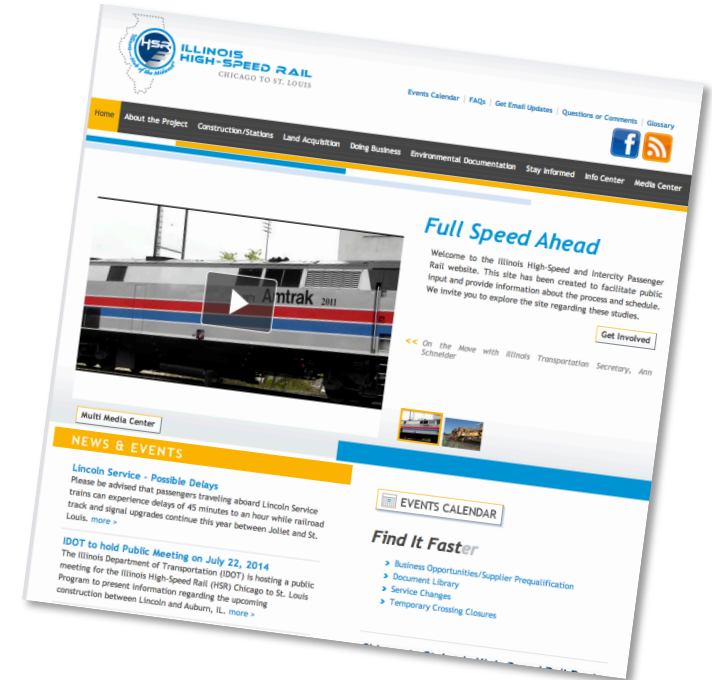 HSR
ILLINOIS
HIGH-SPEED RAIL
CHICAGO TO ST. LOUIS
Events Calendar | FAQs | Get Email Updates | Questions or Comments | Glossary
Home About the Project Construction/Stations Land Acquisition Doing Business Environmental Documentation Stay Informed Info Center Media Center
Amtrak 2011
Full Speed Ahead
Welcome to the Illinois High-Speed and Intercity Passenger
Rail website. This site has been created to facilitate public
input and provide information about the process and schedule.
We invite you to explore the site regarding these studies.
Get Involved
<< On the Move with Illinois Transportation Secretary, Ann
Schneider
Multi Media Center
NEWS & EVENTS
Lincoln Service - Possible Delays
Please be advised that passengers traveling aboard Lincoln Service
trains can experience delays of 45 minutes to an hour while railroad
track and signal upgrades continue this year between Joliet and St.
Louis. more >
IDOT to hold Public Meeting on July 22, 2014
The Illinois Department of Transportation (IDOT) is hosting a public
meeting for the Illinois High-Speed Rail (HSR) Chicago to St. Louis
Program to present information regarding the upcoming
construction between Lincoln and Auburn, IL. more >
EVENTS CALENDAR
Find It Faster
Business Opportunities/Supplier Prequalification
Document Library
Service Changes
Temporary Crossing Closures